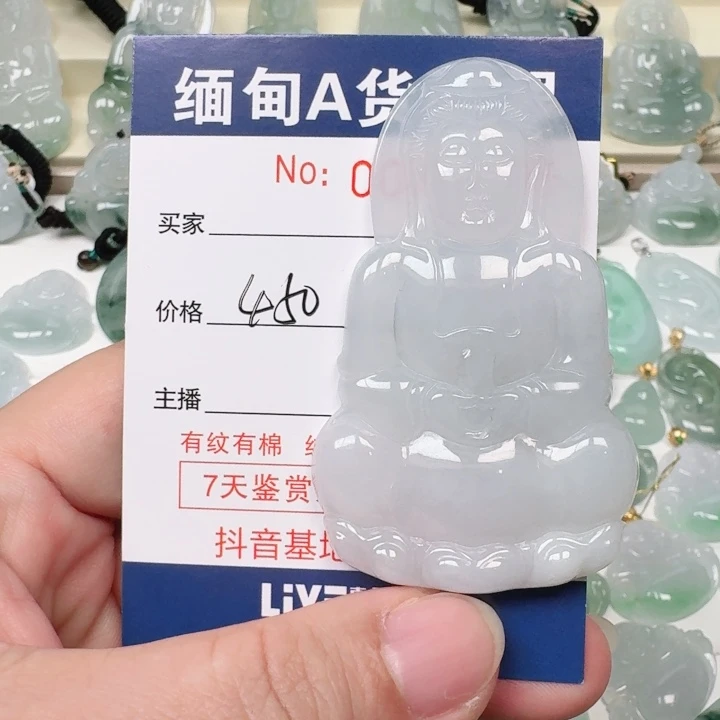 缅甸A货
No: 0
买家
价格 450
主播
有纹有棉
7天鉴赏
抖音基地
LiY